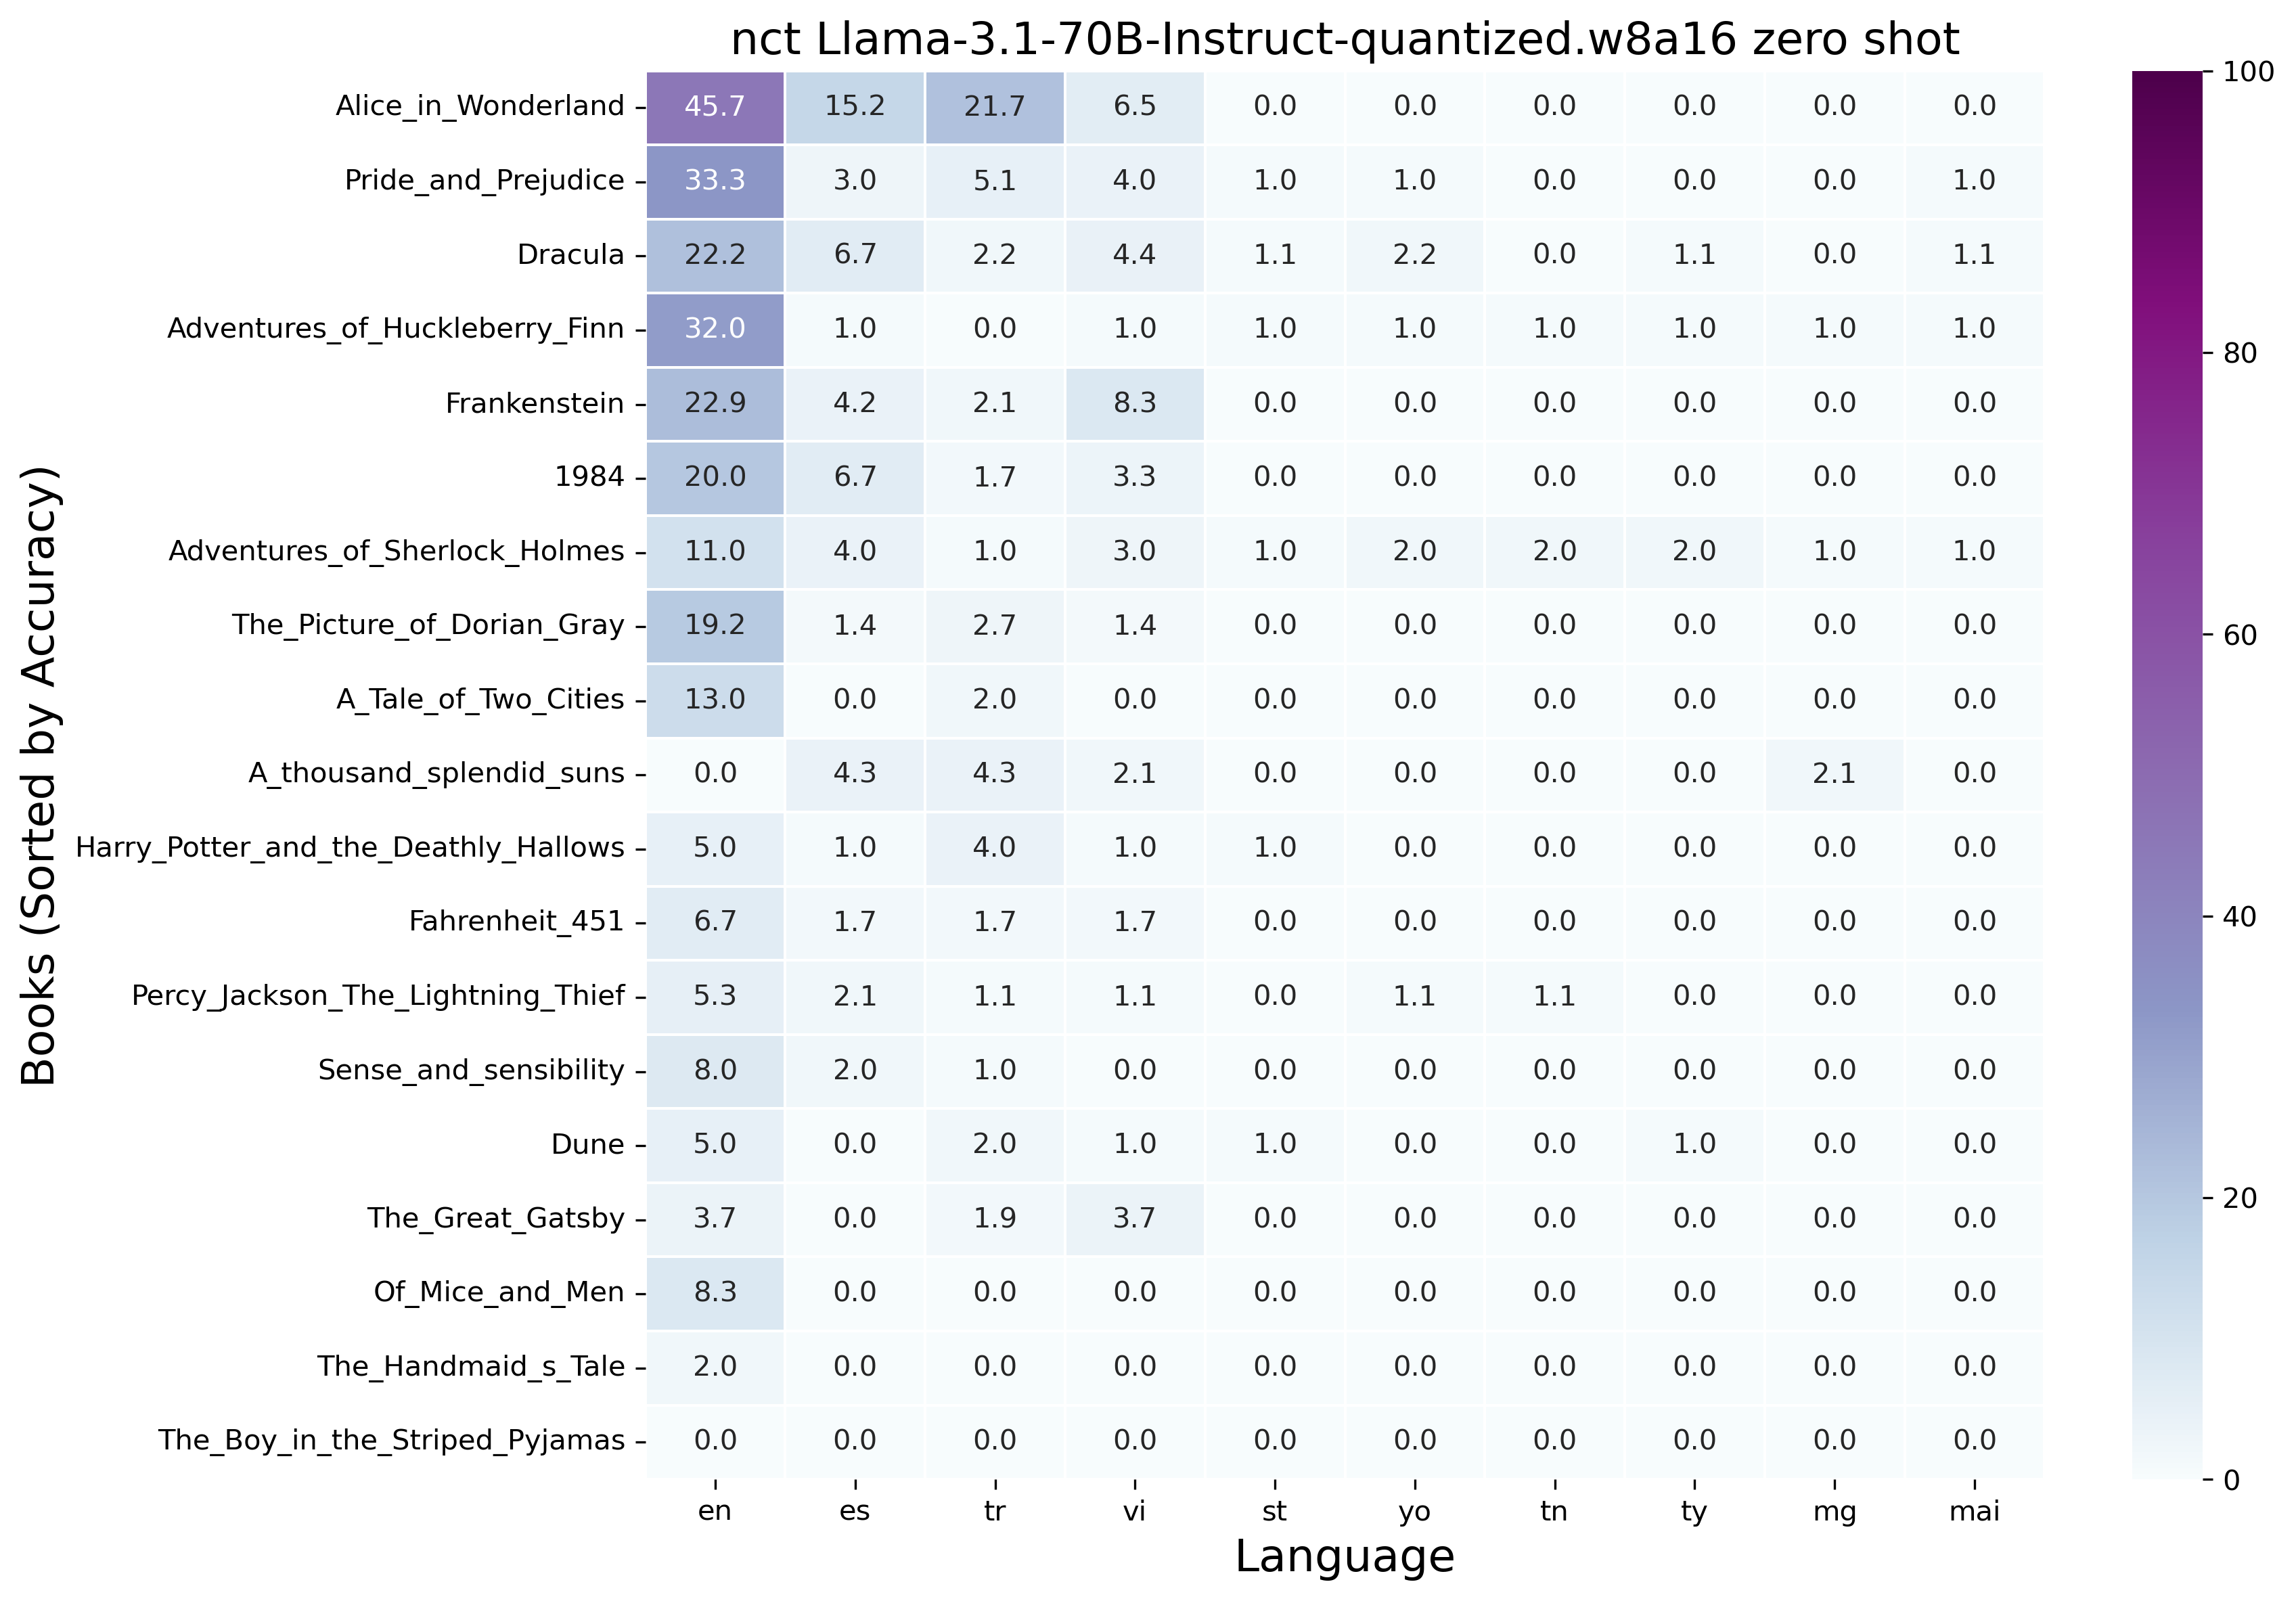 nct Llama-3.1-70B-Instruct-quantized.w8a16 zero shot
Books (Sorted by Accuracy)
Alice_in_Wonderland 45.7 15.2 21.7 6.5 0.0 0.0 0.0 0.0 0.0 0.0
Pride_and_Prejudice 33.3 3.0 5.1 4.0 1.0 1.0 0.0 0.0 0.0 1.0
Dracula 22.2 6.7 2.2 4.4 1.1 2.2 0.0 1.1 0.0 1.1
Adventures_of_Huckleberry_Finn 32.0 1.0 0.0 1.0 1.0 1.0 1.0 1.0 1.0 1.0
Frankenstein 22.9 4.2 2.1 8.3 0.0 0.0 0.0 0.0 0.0 0.0
1984 20.0 6.7 1.7 3.3 0.0 0.0 0.0 0.0 0.0 0.0
Adventures_of_Sherlock_Holmes 11.0 4.0 1.0 3.0 1.0 2.0 2.0 2.0 1.0 1.0
The_Picture_of_Dorian_Gray 19.2 1.4 2.7 1.4 0.0 0.0 0.0 0.0 0.0 0.0
A_Tale_of_Two_Cities 13.0 0.0 2.0 0.0 0.0 0.0 0.0 0.0 0.0 0.0
A_thousand_splendid_suns 0.0 4.3 4.3 2.1 0.0 0.0 0.0 0.0 2.1 0.0
Harry_Potter_and_the_Deathly_Hallows 5.0 1.0 4.0 1.0 1.0 0.0 0.0 0.0 0.0 0.0
Fahrenheit_451 6.7 1.7 1.7 1.7 0.0 0.0 0.0 0.0 0.0 0.0
Percy_Jackson_The_Lightning_Thief 5.3 2.1 1.1 1.1 0.0 1.1 1.1 0.0 0.0 0.0
Sense_and_sensibility 8.0 2.0 1.0 0.0 0.0 0.0 0.0 0.0 0.0 0.0
Dune 5.0 0.0 2.0 1.0 1.0 0.0 0.0 1.0 0.0 0.0
The_Great_Gatsby 3.7 0.0 1.9 3.7 0.0 0.0 0.0 0.0 0.0 0.0
Of_Mice_and_Men 8.3 0.0 0.0 0.0 0.0 0.0 0.0 0.0 0.0 0.0
The_Handmaid_s_Tale 2.0 0.0 0.0 0.0 0.0 0.0 0.0 0.0 0.0 0.0
The_Boy_in_the_Striped_Pyjamas 0.0 0.0 0.0 0.0 0.0 0.0 0.0 0.0 0.0 0.0
en es tr vi st yo tn ty mg mai
Language
100
80
60
40
20
0